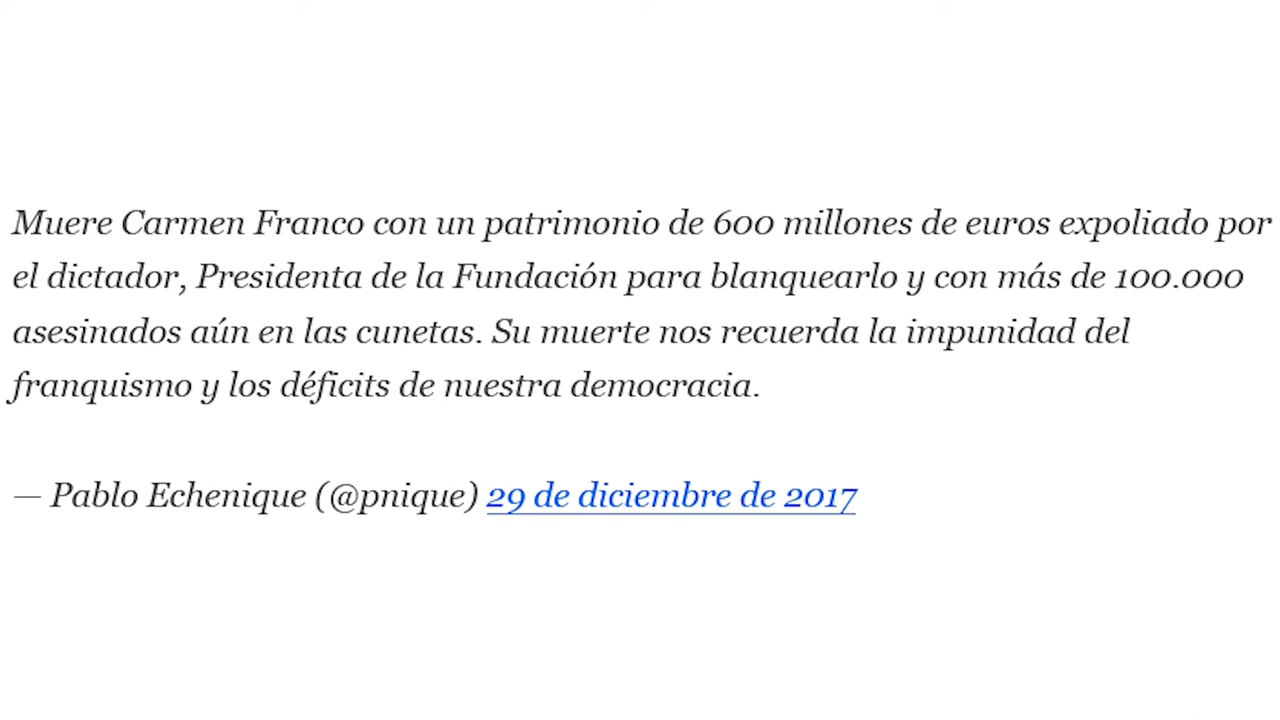 Muere Carmen Franco con un patrimonio de 600 millones de euros expoliado por
el dictador, Presidenta de la Fundación para blanquearlo y con más de 100.000
asesinados aún en las cunetas. Su muerte nos recuerda la impunidad del
franquismo y los déficits de nuestra democracia.
— Pablo Echenique (@pnique) 29 de diciembre de 2017